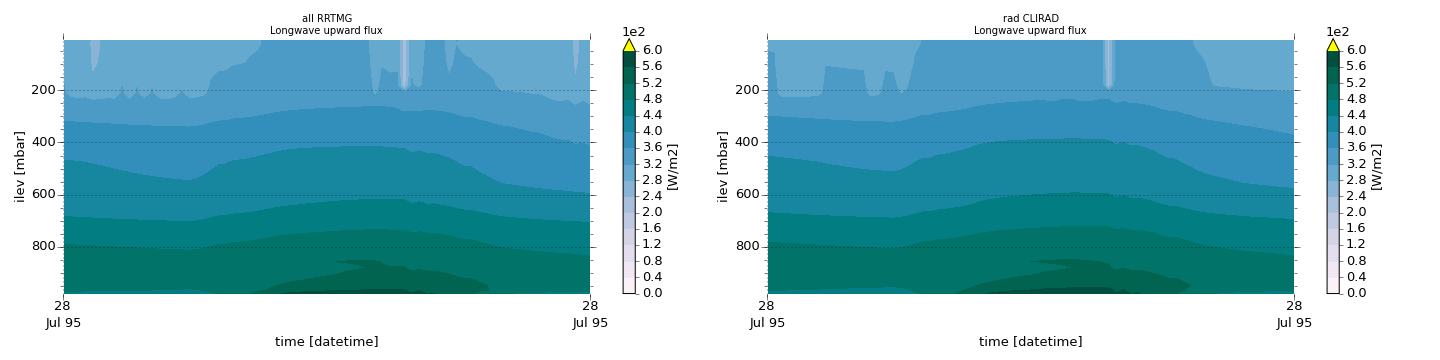 all RRTMG
Longwave upward flux
1e2
6.0
5.6
5.2
4.8
4.4
4.0
3.6
3.2
2.8
2.4
2.0
1.6
1.2
0.8
0.4
0.0
[W/m2]
200
400
600
800
ilev [mbar]
28
Jul 95
28
Jul 95
time [datetime]
rad CLIRAD
Longwave upward flux
1e2
6.0
5.6
5.2
4.8
4.4
4.0
3.6
3.2
2.8
2.4
2.0
1.6
1.2
0.8
0.4
0.0
[W/m2]
200
400
600
800
ilev [mbar]
28
Jul 95
28
Jul 95
time [datetime]